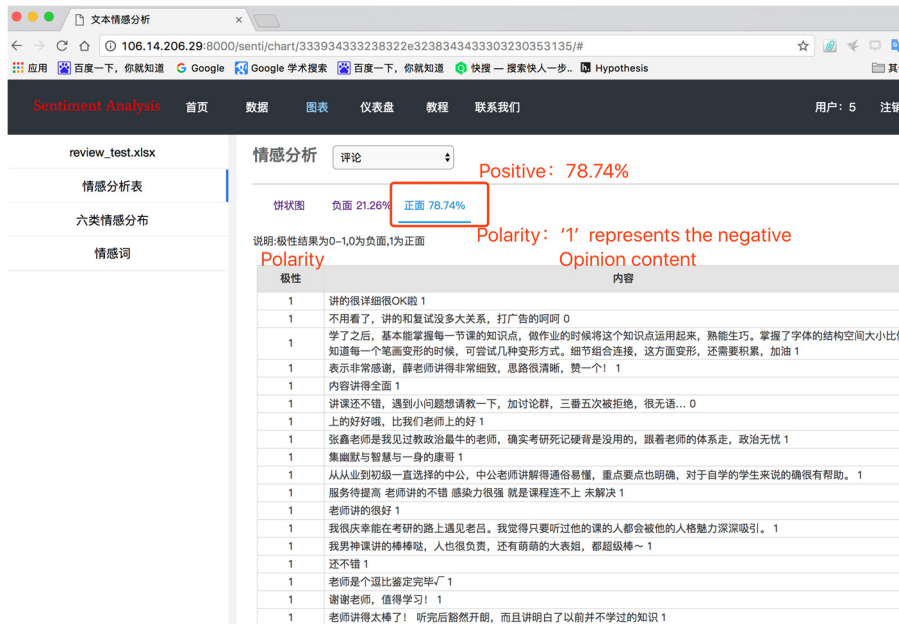 文本情感分析
106.14.206.29:8000/senti/chart/333934333238322e3238343433303230353135/#
应用 百度一下，你就知道 Google Google 学术搜索 百度一下，你就知道 快搜 — 搜索快人一步.. Hypothesis
Sentiment Analysis 首页 数据 图表 仪表盘 教程 联系我们 用户：5 注销
review_test.xlsx
情感分析表
六类情感分布
情感词
情感分析 评论
Positive：78.74%
饼状图 负面 21.26% 正面 78.74%
说明:极性结果为0-1,0为负面,1为正面
Polarity：‘1’ represents the negative
Polarity Opinion content
极性 内容
1 讲的很详细很OK啦 1
1 不用看了，讲的和复试没多大关系，打广告的呵呵 0
1 学了之后，基本能掌握每一节课的知识点，做作业的时候将这个知识点运用起来，熟能生巧。掌握了字体的结构空间大小比
知道每一个笔画变形的时候，可尝试几种变形方式。细节组合连接，这方面变形，还需要积累，加油 1
1 表示非常感谢，薛老师讲得非常细致，思路很清晰，赞一个！ 1
1 内容讲得全面 1
1 讲课还不错，遇到小问题想请教一下，加讨论群，三番五次被拒绝，很无语... 0
1 上的好好哦，比我们老师上的好 1
1 张鑫老师是我见过教政治最牛的老师，确实考研死记硬背是没用的，跟着老师的体系走，政治无忧 1
1 集幽默与智慧与一身的康哥 1
1 从从业到初级一直选择的中公，中公老师讲解得通俗易懂，重点要点也明确，对于自学的学生来说的确很有帮助。 1
1 服务待提高 老师讲的不错 感染力很强 就是课程连不上 未解决 1
1 老师讲的很好 1
1 我很庆幸能在考研的路上遇见老吕。我觉得只要听过他的课的人都会被他的人格魅力深深吸引。 1
1 我男神课讲的棒棒哒，人也很负责，还有萌萌的大表姐，都超级棒～ 1
1 还不错 1
1 老师是个逗比鉴定完毕√ 1
1 谢谢老师，值得学习！ 1
1 老师讲得太棒了！ 听完后豁然开朗，而且讲明白了以前并不学过的知识 1